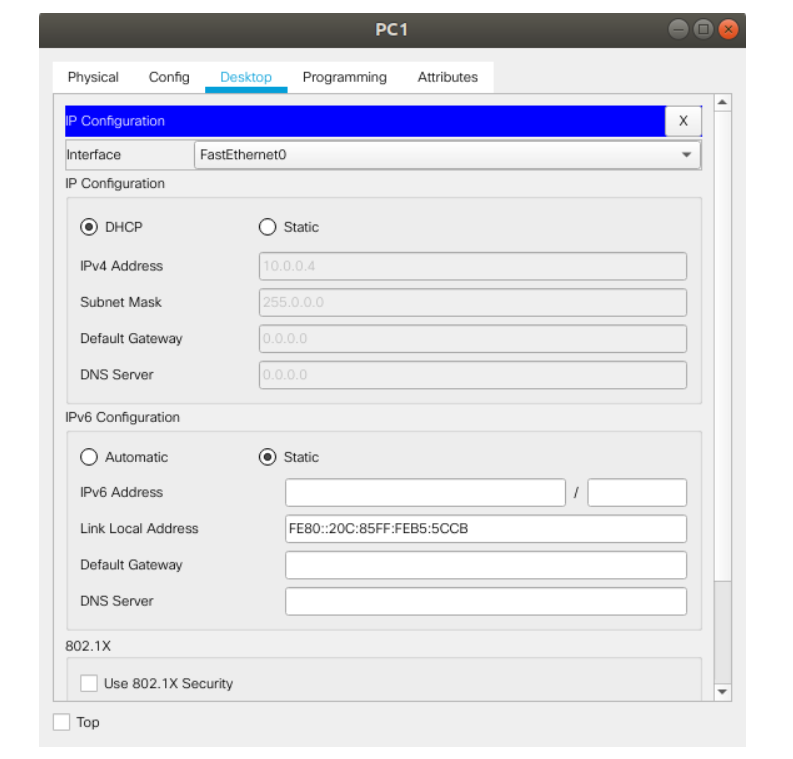 PC1
Physical Config Desktop Programming Attributes
IP Configuration X
Interface FastEthernet0
IP Configuration
DHCP Static
IPv4 Address 10.0.0.4
Subnet Mask 255.0.0.0
Default Gateway 0.0.0.0
DNS Server 0.0.0.0
IPv6 Configuration
Automatic Static
IPv6 Address /
Link Local Address FE80::20C:85FF:FEB5:5CCB
Default Gateway
DNS Server
802.1X
Use 802.1X Security
Top